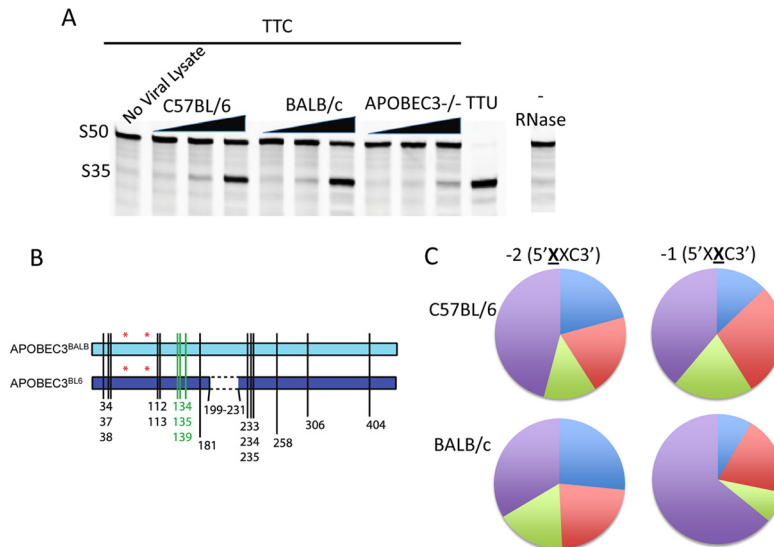 A
TTC
No Viral Lysate
C57BL/6
BALB/c
APOBEC3-/-
TTU
-
RNase
S50
S35
B
* *
APOBEC3BALB
* *
APOBEC3BL6
34
37
38
112
113
134
135
139
181
199-231
233
234
235
258
306
404
C
-2 (5'XXC3')
-1 (5'XXC3')
C57BL/6
BALB/c